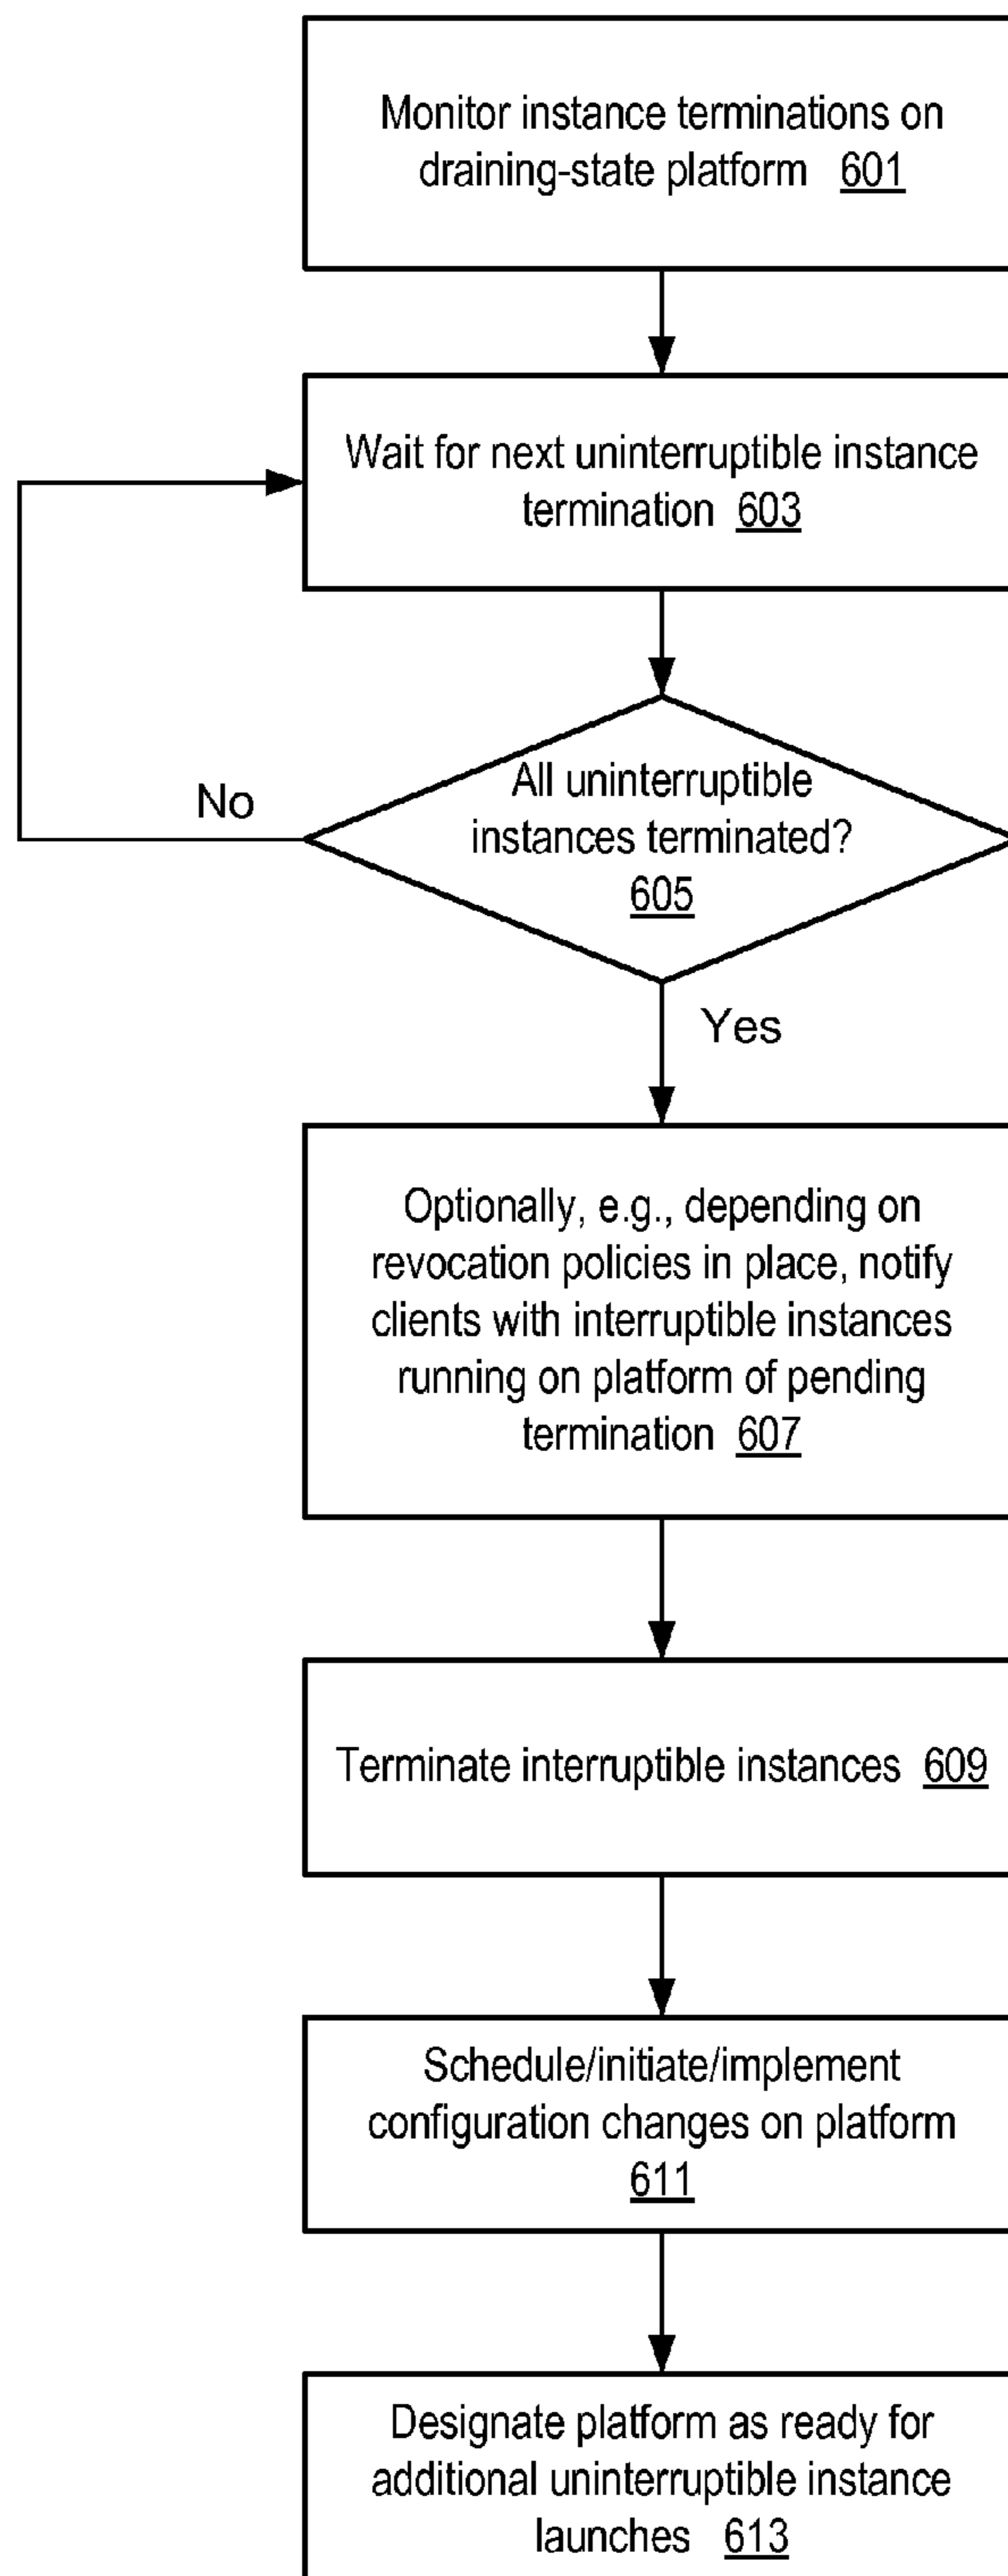 Monitor instance terminations on
draining-state platform 601
Wait for next uninterruptible instance
termination 603
All uninterruptible
instances terminated?
605
No
Yes
Optionally, e.g., depending on
revocation policies in place, notify
clients with interruptible instances
running on platform of pending
termination 607
Terminate interruptible instances 609
Schedule/initiate/implement
configuration changes on platform
611
Designate platform as ready for
additional uninterruptible instance
launches 613